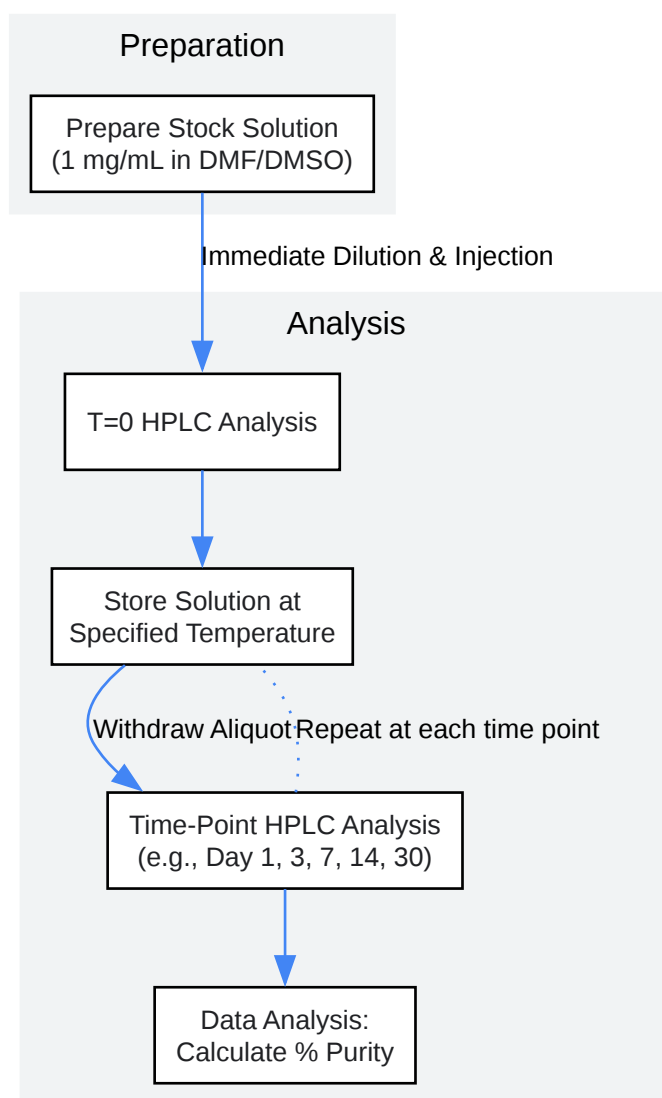 Preparation
Prepare Stock Solution
(1 mg/mL in DMF/DMSO)
Immediate Dilution & Injection
Analysis
T=0 HPLC Analysis
Store Solution at
Specified Temperature
Withdraw Aliquot
Repeat at each time point
Time-Point HPLC Analysis
(e.g., Day 1, 3, 7, 14, 30)
Data Analysis:
Calculate % Purity